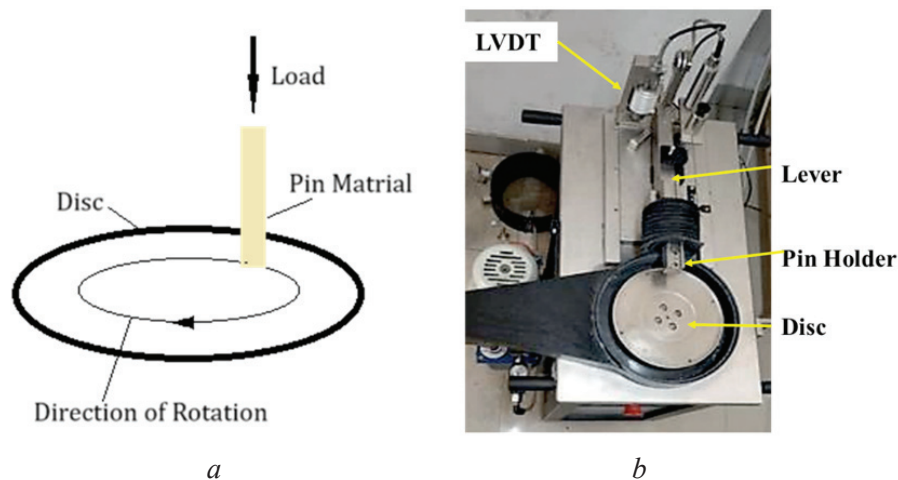 Load
Pin Matrial
Disc
Direction of Rotation
a
LVDT
Lever
Pin Holder
Disc
b